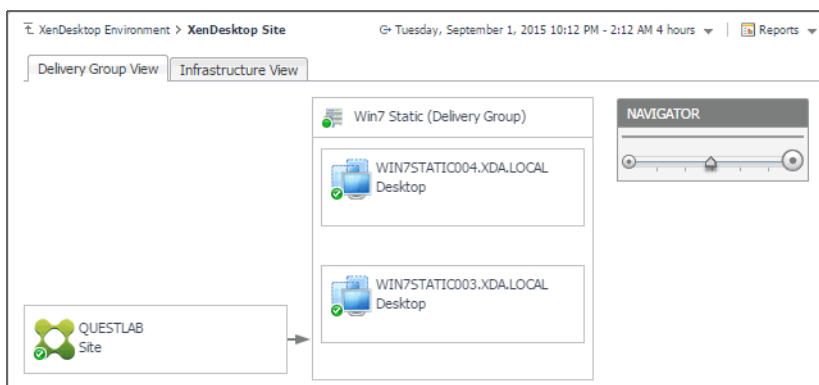 XenDesktop Environment > XenDesktop Site
Tuesday, September 1, 2015 10:12 PM - 2:12 AM 4 hours
Reports
Delivery Group View
Infrastructure View
Win7 Static (Delivery Group)
NAVIGATOR
WIN7STATIC004.XDA.LOCAL
Desktop
WIN7STATIC003.XDA.LOCAL
Desktop
QUESTLAB
Site